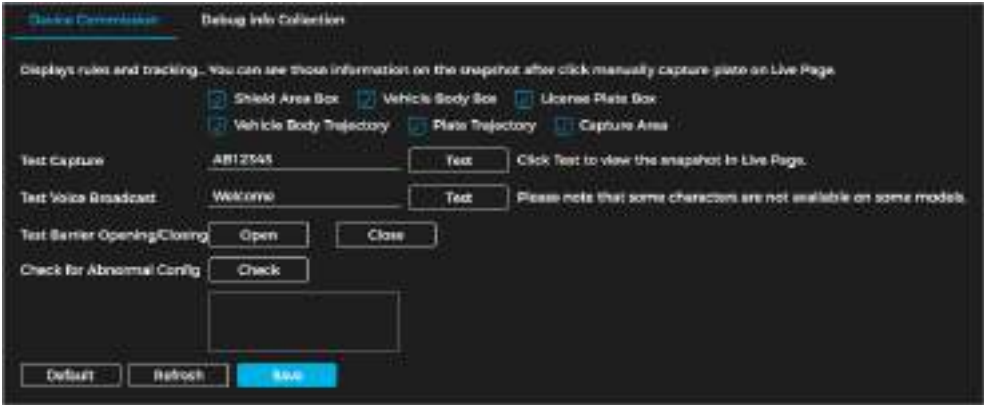 Device Commission Debug Info Collection
Displays rules and tracking... You can see those information on the snapshot after click manually capture plate on Live Page.
Shield Area Box Vehicle Body Box License Plate Box
Vehicle Body Trajectory Plate Trajectory Capture Area
Test Capture AB12345 Test Click Test to view the snapshot in Live Page.
Test Voice Broadcast Welcome Test Please note that some characters are not available on some models.
Test Barrier Opening/Closing Open Close
Check for Abnormal Config Check
Default Refresh Save